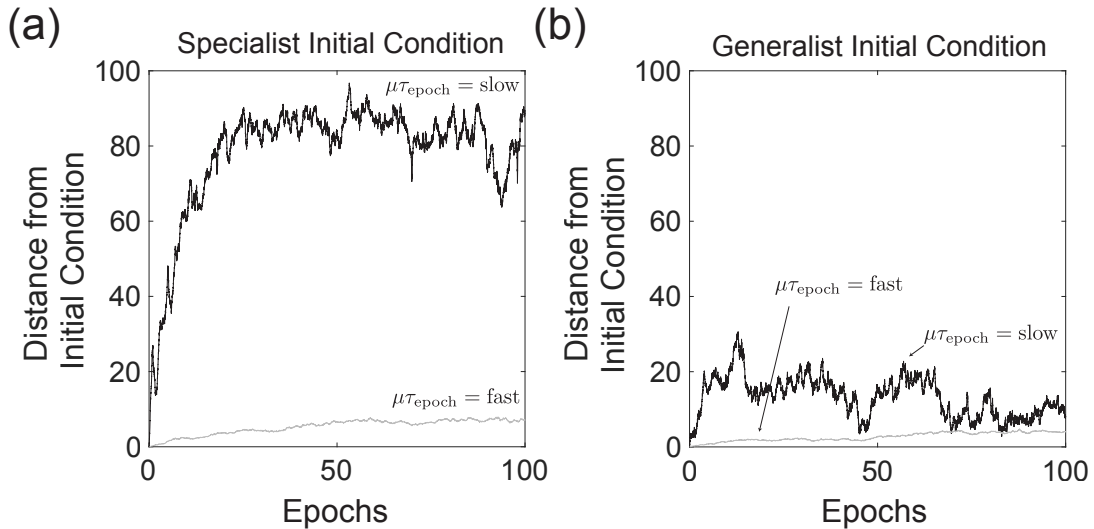 (a)
Specialist Initial Condition
100
80
60
40
20
0
μτepoch = slow
μτepoch = fast
Distance from
Initial Condition
0
50
100
Epochs
(b)
Generalist Initial Condition
100
80
60
40
20
0
μτepoch = fast
μτepoch = slow
Distance from
Initial Condition
0
50
100
Epochs